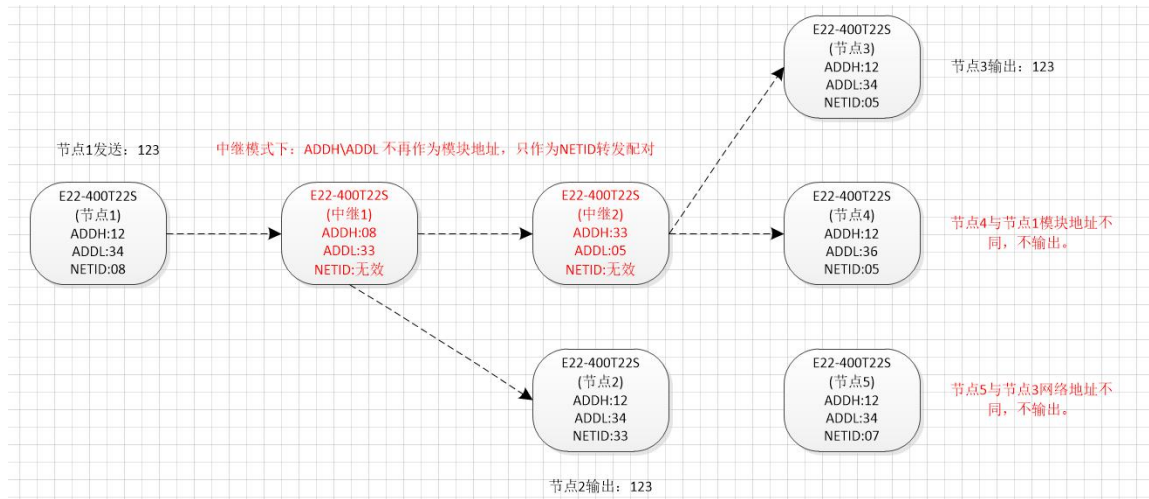 E22-400T22S
(节点3)
ADDH:12
ADDL:34
NETID:05
节点3输出: 123
节点1发送: 123
中继模式下: ADDH\ADDL 不再作为模块地址,只作为NETID转发配对
E22-400T22S
(节点1)
ADDH:12
ADDL:34
NETID:08
E22-400T22S
(中继1)
ADDH:08
ADDL:33
NETID:无效
E22-400T22S
(中继2)
ADDH:33
ADDL:05
NETID:无效
E22-400T22S
(节点4)
ADDH:12
ADDL:36
NETID:05
节点4与节点1模块地址不
同,不输出。
E22-400T22S
(节点2)
ADDH:12
ADDL:34
NETID:33
E22-400T22S
(节点5)
ADDH:12
ADDL:34
NETID:07
节点5与节点3网络地址不
同,不输出。
节点2输出: 123